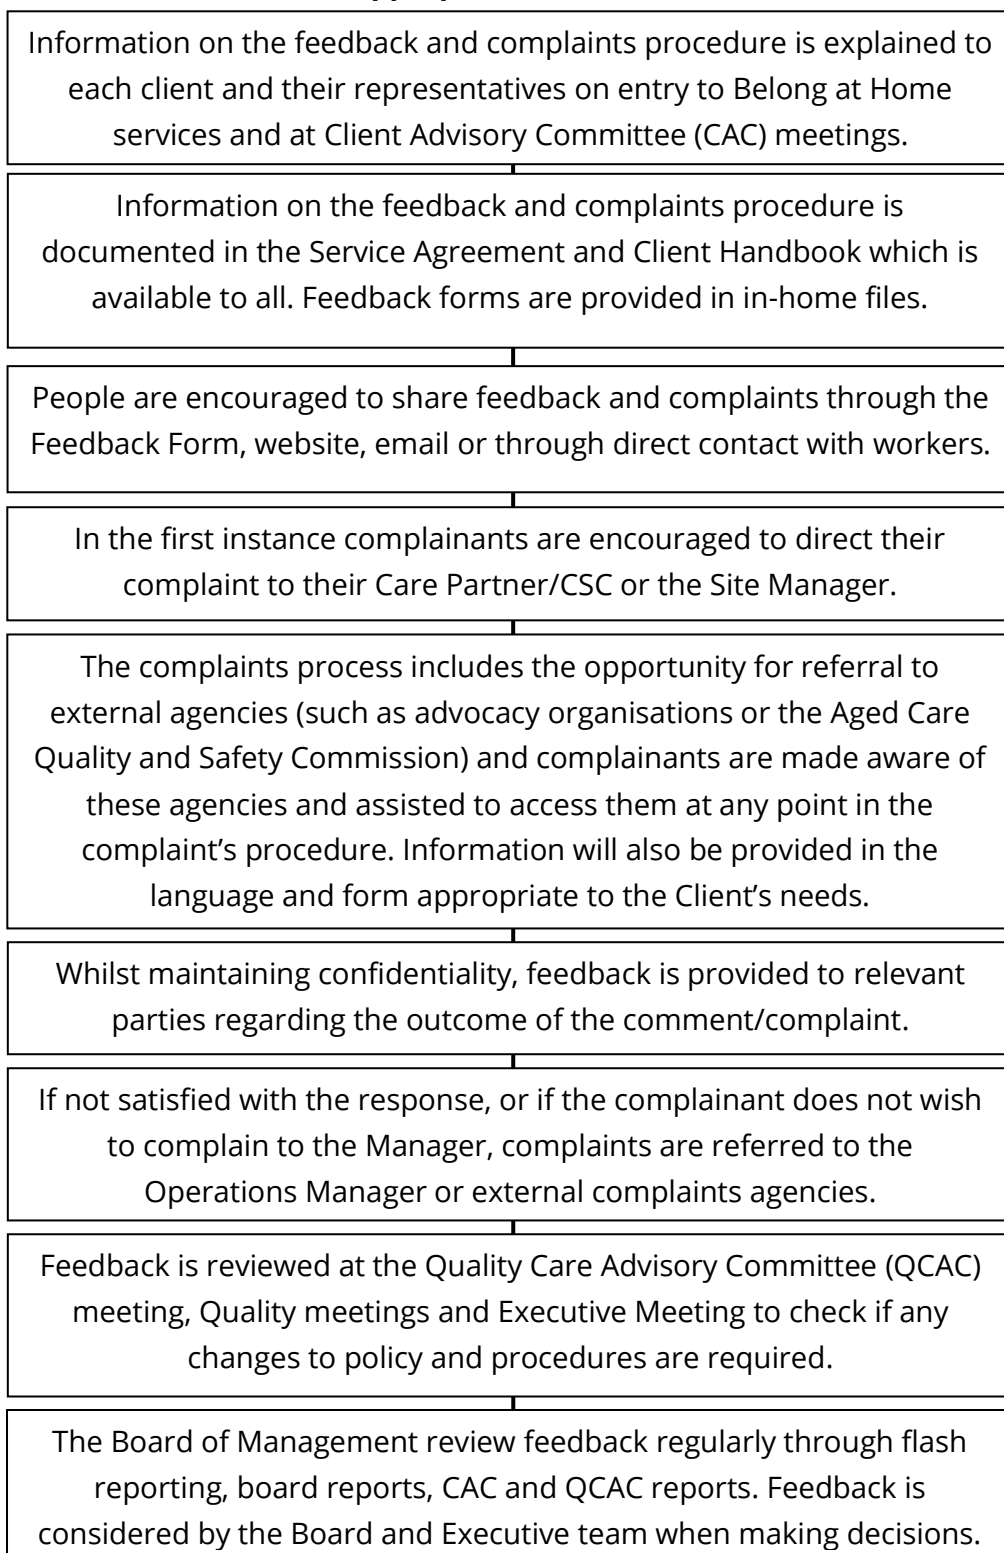 Information on the feedback and complaints procedure is explained to
each client and their representatives on entry to Belong at Home
services and at Client Advisory Committee (CAC) meetings.
Information on the feedback and complaints procedure is
documented in the Service Agreement and Client Handbook which is
available to all. Feedback forms are provided in in-home files.
People are encouraged to share feedback and complaints through the
Feedback Form, website, email or through direct contact with workers.
In the first instance complainants are encouraged to direct their
complaint to their Care Partner/CSC or the Site Manager.
The complaints process includes the opportunity for referral to
external agencies (such as advocacy organisations or the Aged Care
Quality and Safety Commission) and complainants are made aware of
these agencies and assisted to access them at any point in the
complaint’s procedure. Information will also be provided in the
language and form appropriate to the Client’s needs.
Whilst maintaining confidentiality, feedback is provided to relevant
parties regarding the outcome of the comment/complaint.
If not satisfied with the response, or if the complainant does not wish
to complain to the Manager, complaints are referred to the
Operations Manager or external complaints agencies.
Feedback is reviewed at the Quality Care Advisory Committee (QCAC)
meeting, Quality meetings and Executive Meeting to check if any
changes to policy and procedures are required.
The Board of Management review feedback regularly through flash
reporting, board reports, CAC and QCAC reports. Feedback is
considered by the Board and Executive team when making decisions.